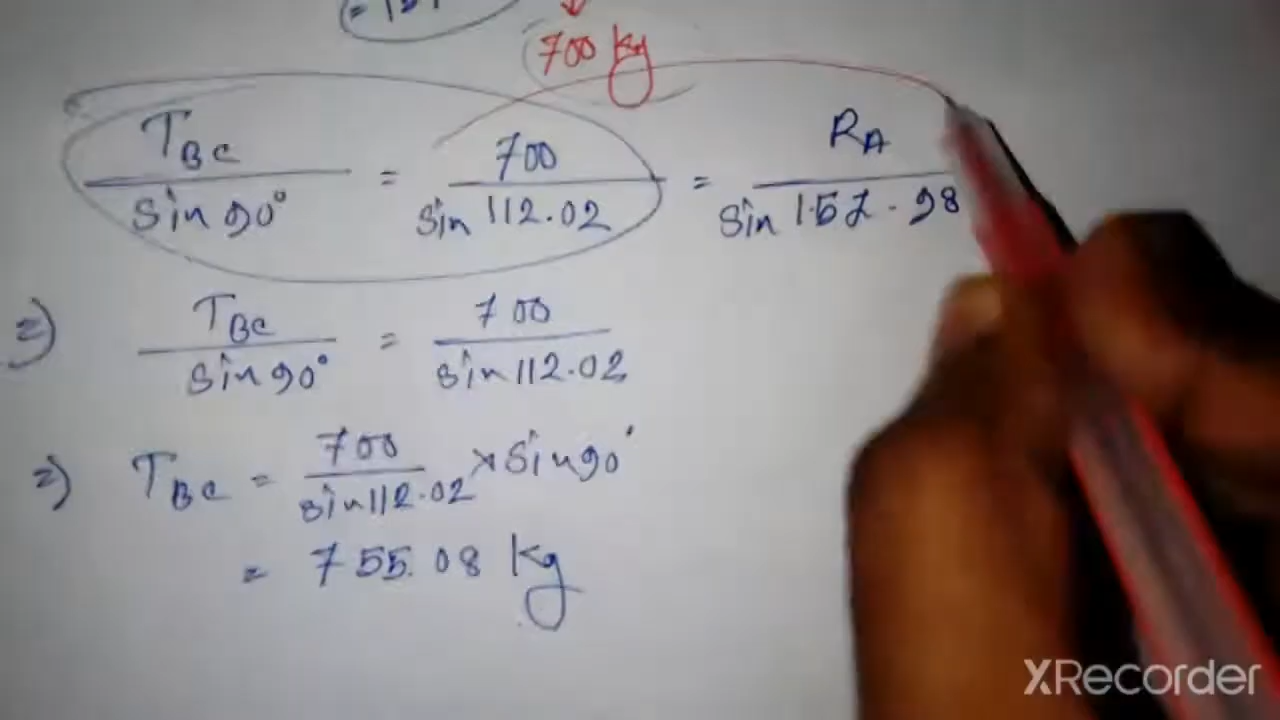 700 kg
T_BC / sin 90° = 700 / sin 112.02 = R_A / sin 157.98
=) T_BC / sin 90° = 700 / sin 112.02
=) T_BC = 700 / sin 112.02 × sin 90°
= 755.08 kg
XRecorder